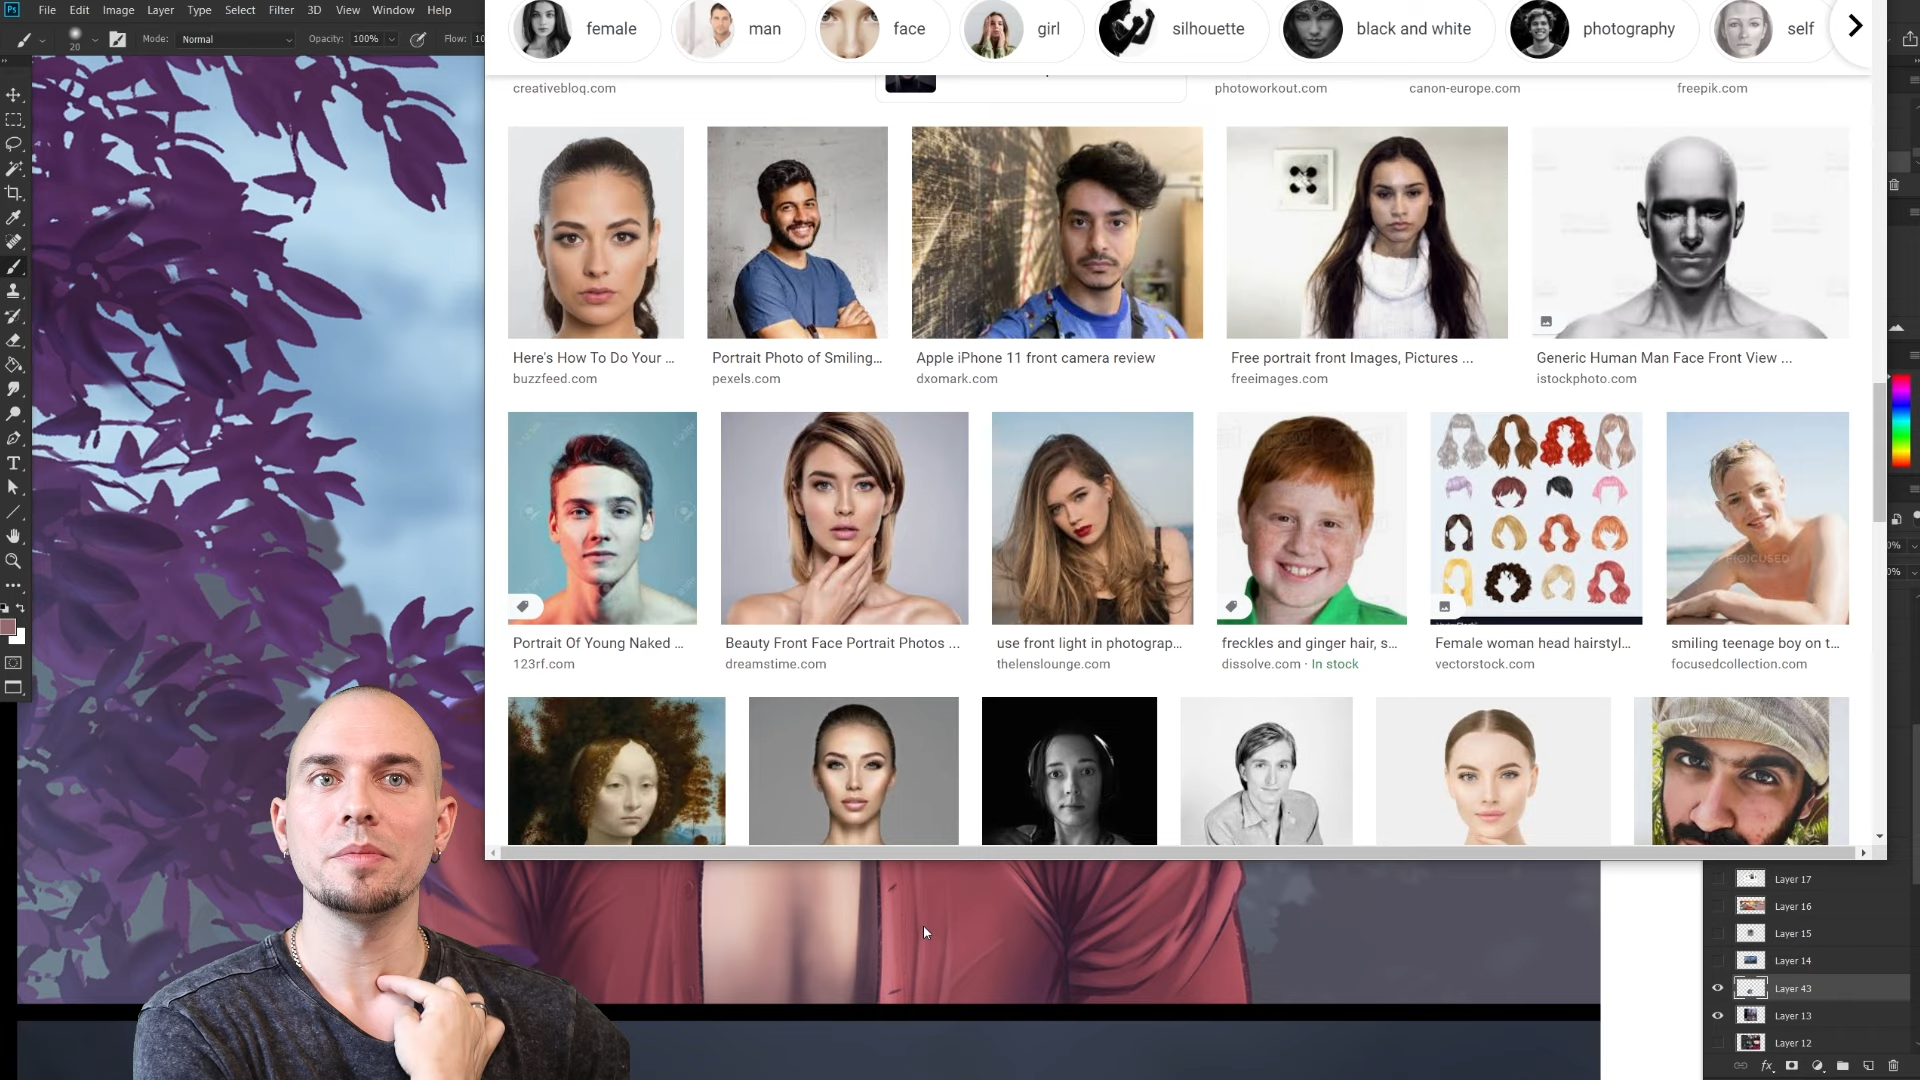 Ps File Edit Image Layer Type Select Filter 3D View Window Help
20 Mode: Normal Opacity: 100% Flow: 10
female man face girl silhouette black and white photography self
creativebloq.com photoworkout.com canon-europe.com freepik.com
Here's How To Do Your ... Portrait Photo of Smiling... Apple iPhone 11 front camera review Free portrait front Images, Pictures ... Generic Human Man Face Front View ...
buzzfeed.com pexels.com dxomark.com freeimages.com istockphoto.com
Portrait Of Young Naked ... Beauty Front Face Portrait Photos ... use front light in photograp... freckles and ginger hair, s... Female woman head hairstyl... smiling teenage boy on t...
123rf.com dreamstime.com thelenslounge.com dissolve.com · In stock vectorstock.com focusedcollection.com
0%
0%
Layer 17
Layer 16
Layer 15
Layer 14
Layer 43
Layer 13
Layer 12
fx